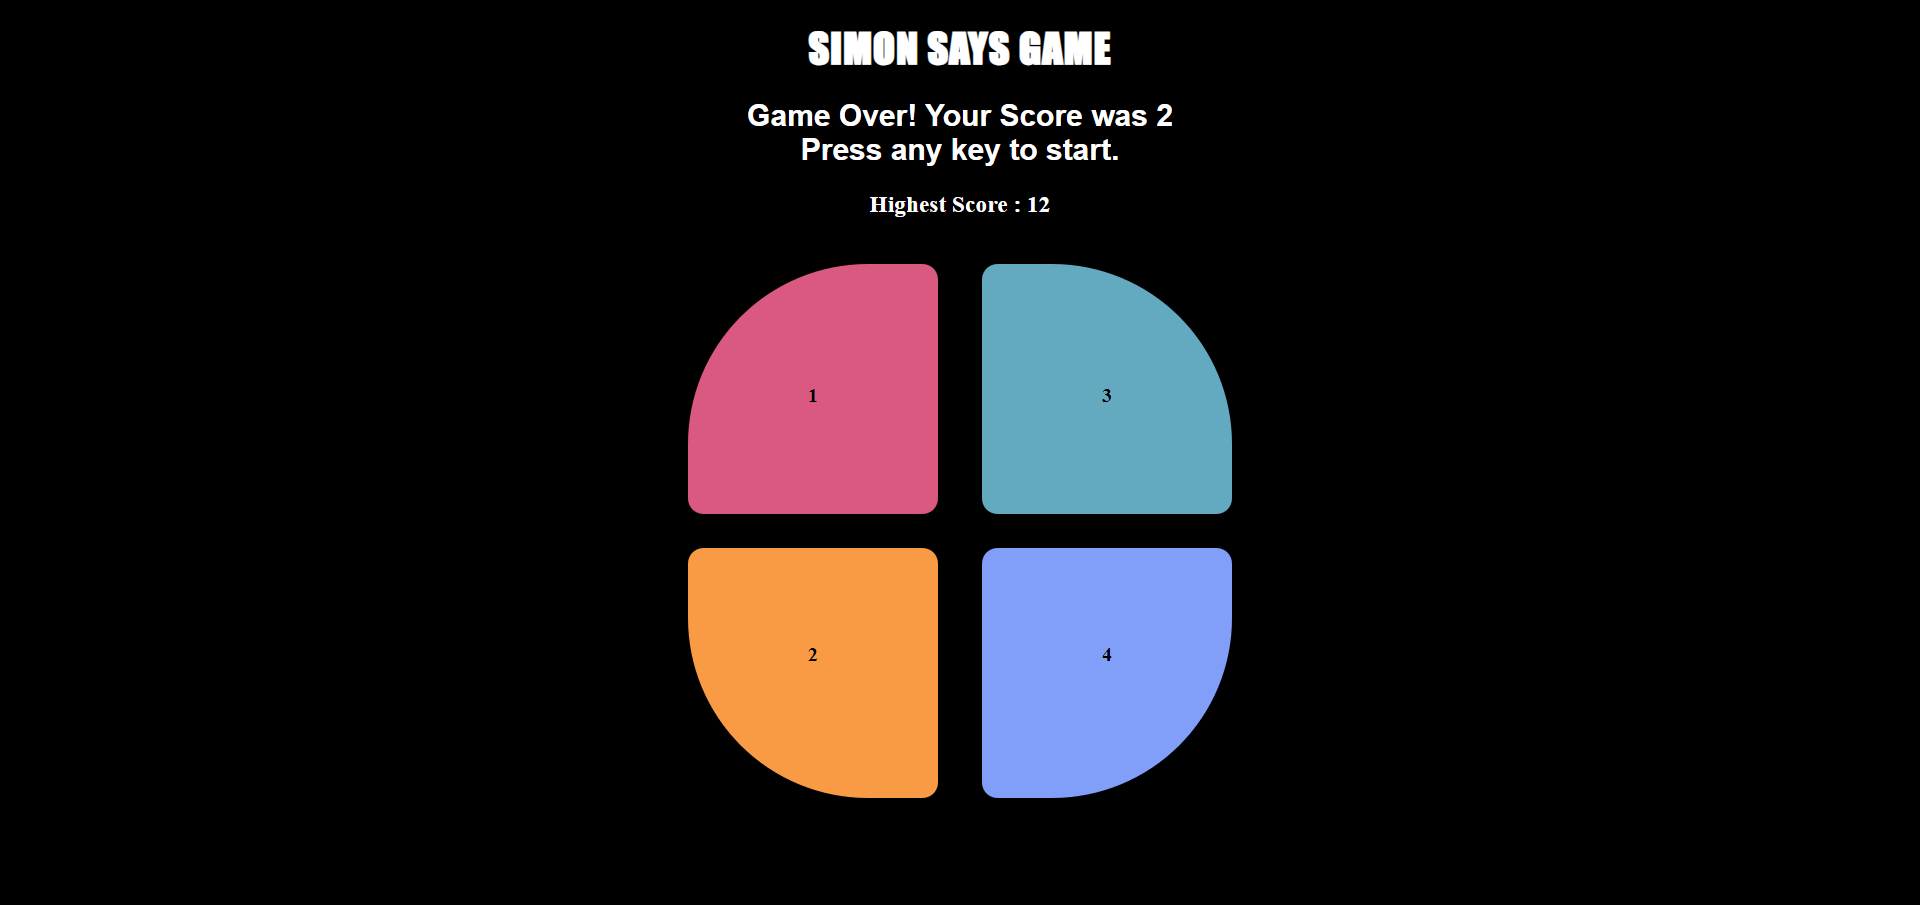 SIMON SAYS GAME
Game Over! Your Score was 2
Press any key to start.
Highest Score : 12
1
3
2
4